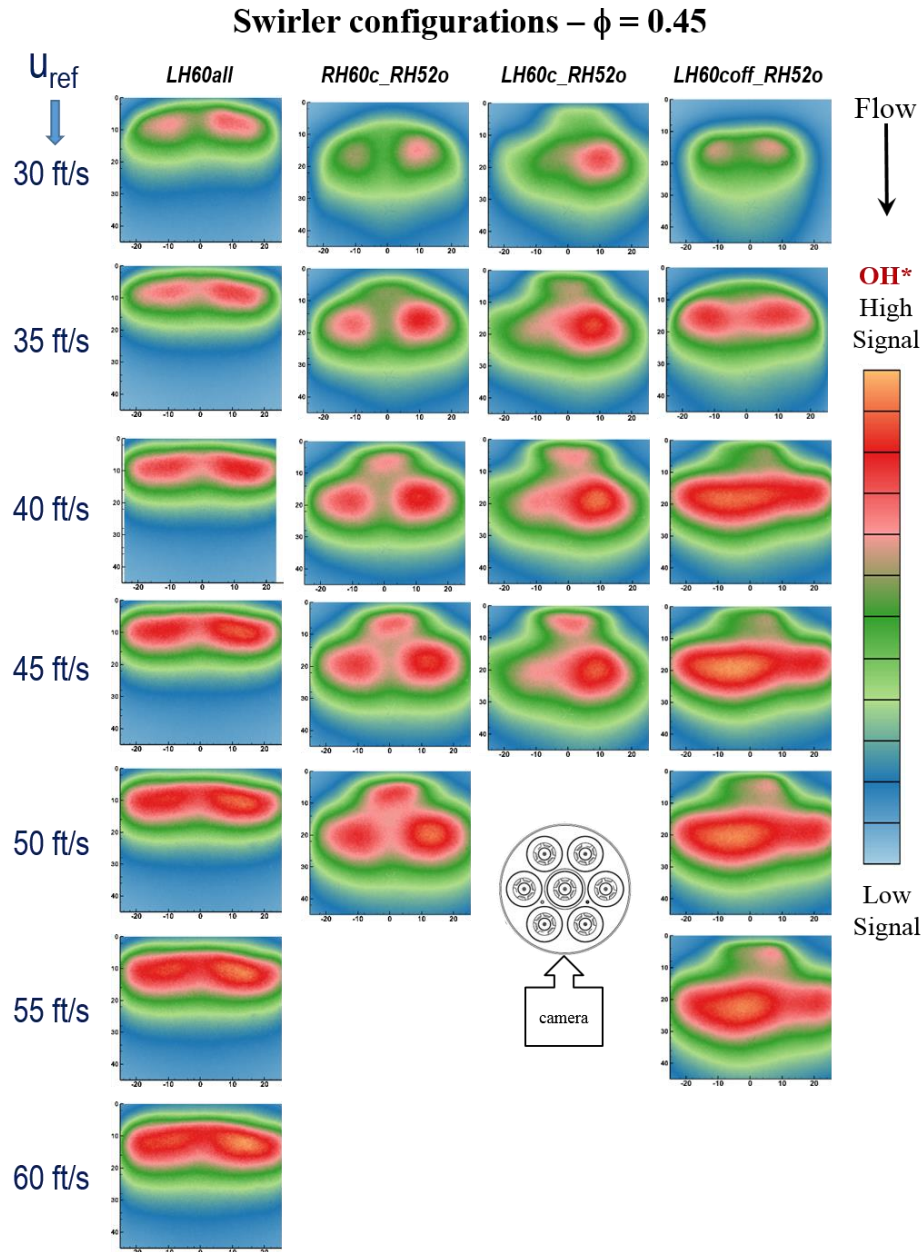 Swirler configurations – ϕ = 0.45
u_ref
LH60all
RH60c_RH52o
LH60c_RH52o
LH60coff_RH52o
Flow
30 ft/s
35 ft/s
OH*
High
Signal
40 ft/s
45 ft/s
50 ft/s
Low
Signal
55 ft/s
camera
60 ft/s